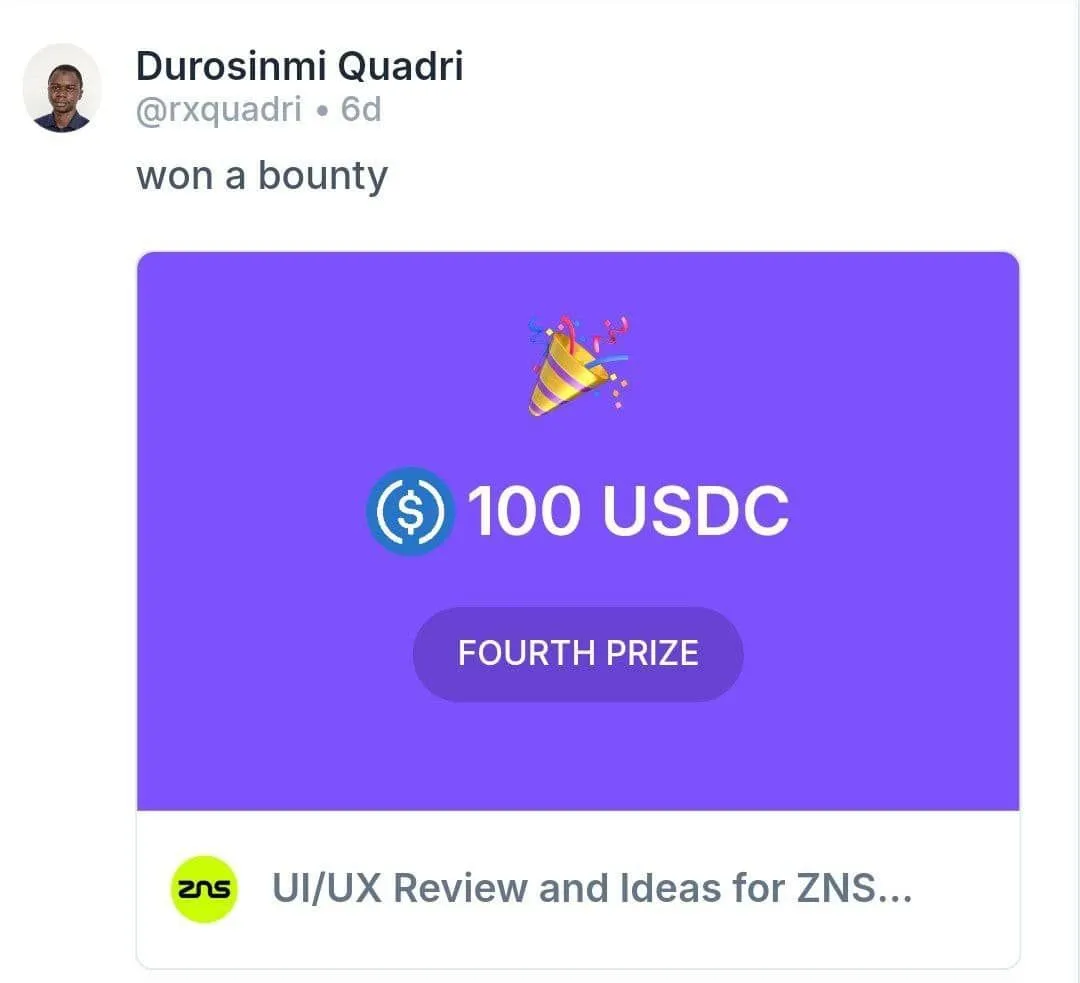 Durosinmi Quadri
@rxquadri • 6d
won a bounty
100 USDC
FOURTH PRIZE
ZNS
UI/UX Review and Ideas for ZNS...